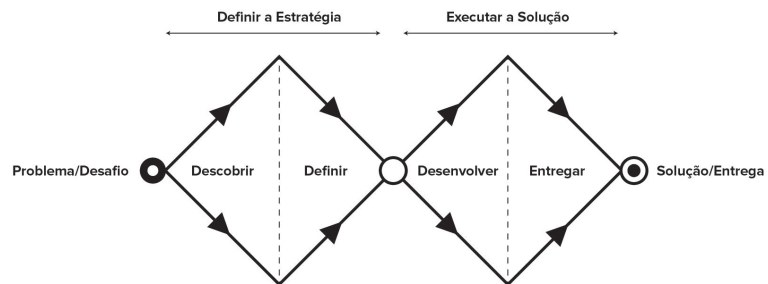 Definir a Estratégia
Executar a Solução
Problema/Desafio
Descobrir
Definir
Desenvolver
Entregar
Solução/Entrega